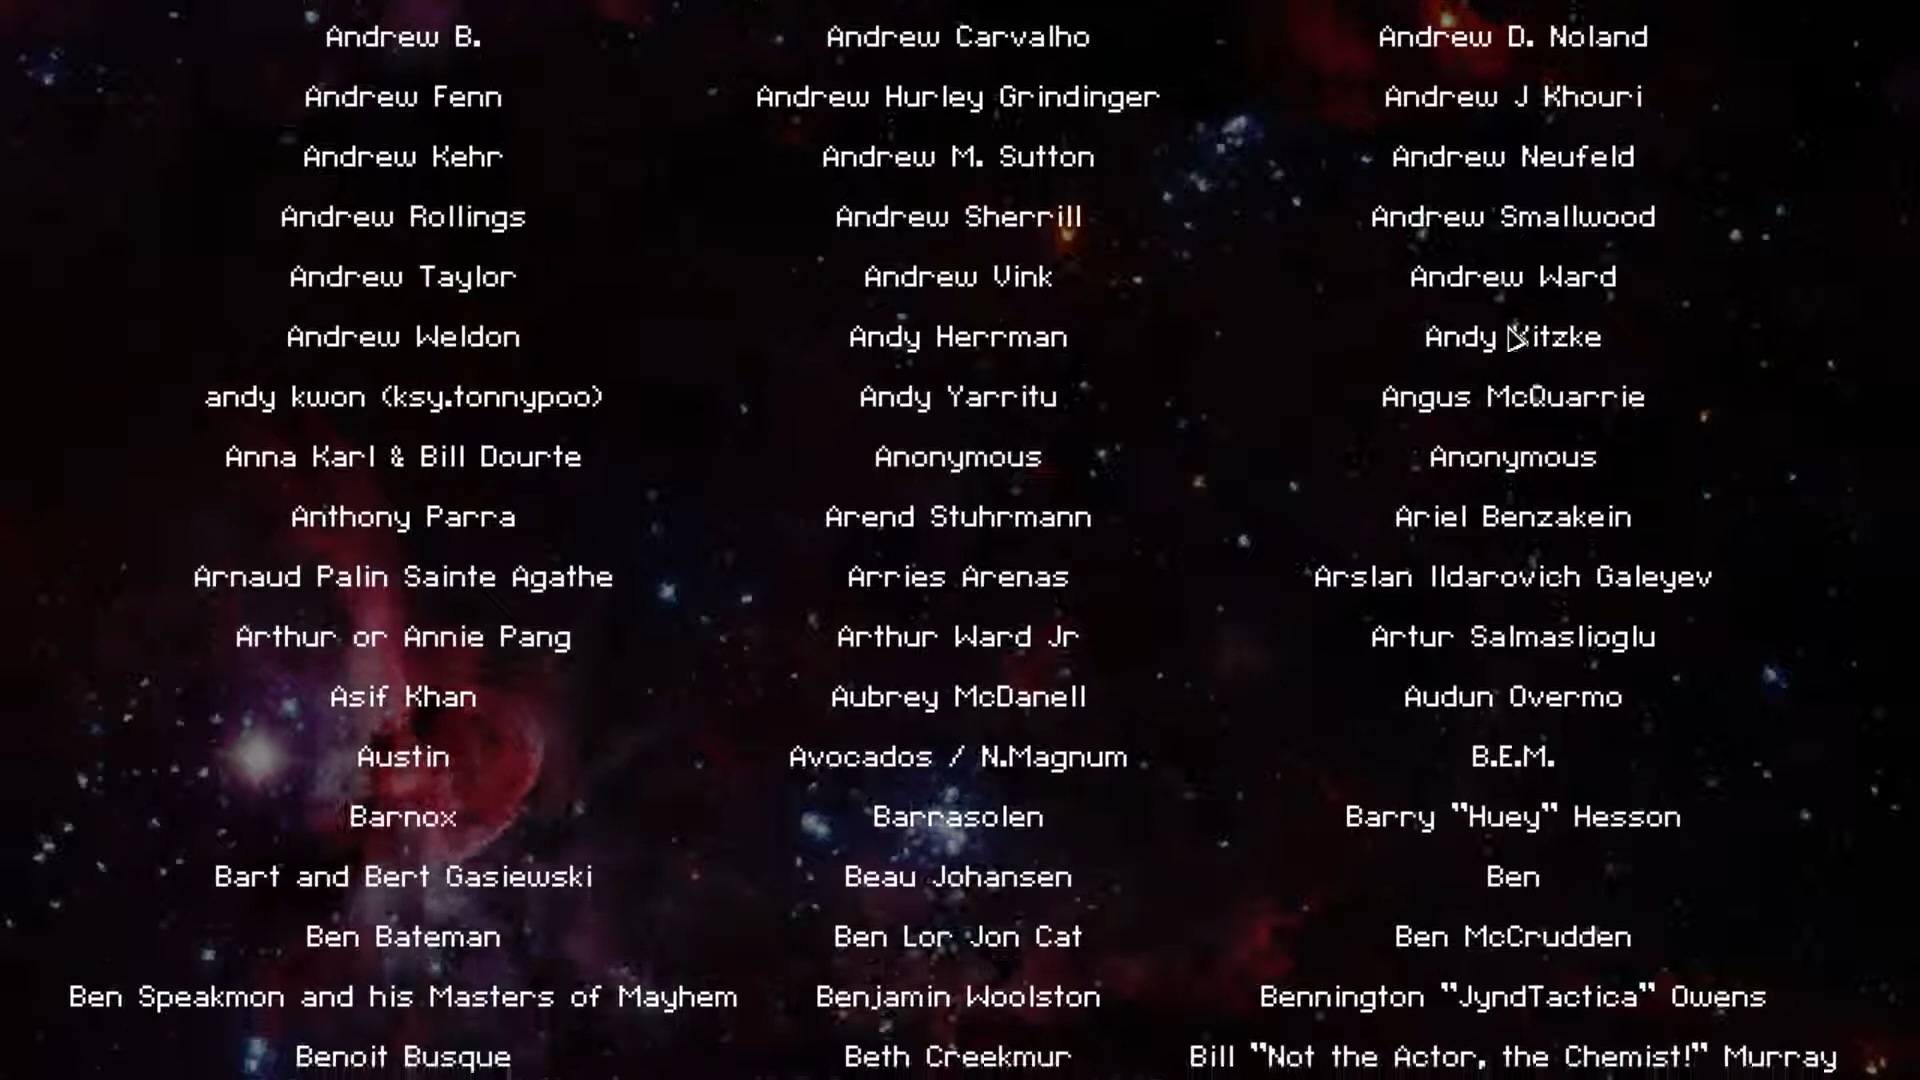 Andrew B. Andrew Carvalho Andrew D. Noland
Andrew Fenn Andrew Hurley Grindinger Andrew J Khouri
Andrew Kehr Andrew M. Sutton Andrew Neufeld
Andrew Rollings Andrew Sherrill Andrew Smallwood
Andrew Taylor Andrew Vink Andrew Ward
Andrew Weldon Andy Herrman Andy
andy kwon (ksy.tonnypoo) Andy Yarritu Angus McQuarrie
Anna Karl & Bill Dourte Anonymous Anonymous
Anthony Parra Arend Stuhrmann Ariel Benzakein
Arnaud Palin Sainte Agathe Arries Arenas Arslan Ildarovich Galeyev
Arthur or Annie Pang Arthur Ward Jr Artur Salmaslioglu
Asif Khan Aubrey McDanell Audun Overmo
Austin Avocados / N.Magnum B.E.M.
Barnox Barrasolen Barry "Huey" Hesson
Bart and Bert Gasiewski Beau Johansen Ben
Ben Bateman Ben Lor Jon Cat Ben McCrudden
Ben Speakmon and his Masters of Mayhem Benjamin Woolston Bennington "JyndTactica" Owens
Benoit Busque Beth Creekmur Bill "Not the Actor, the Chemist!" Murray